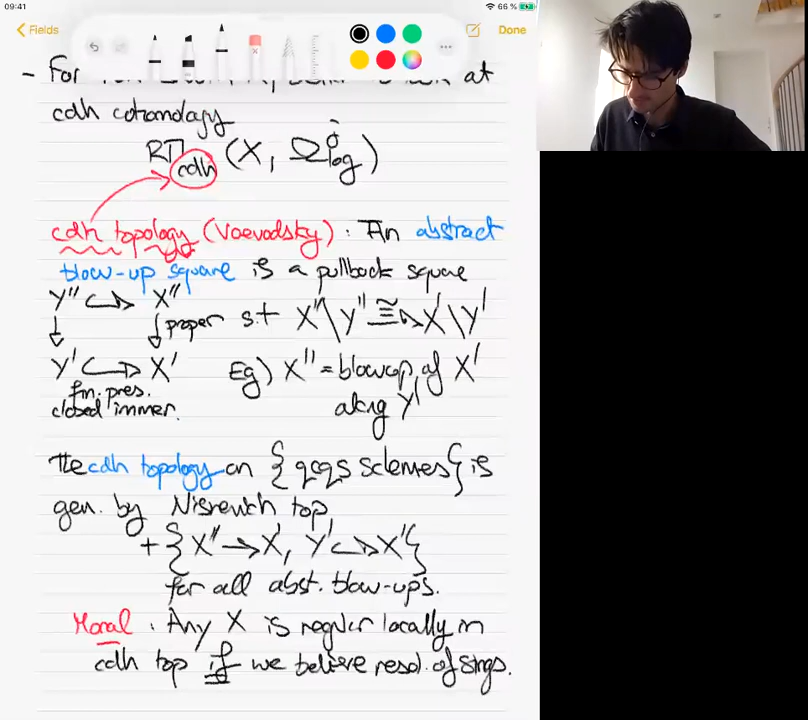 09:41
66 %
Fields
Done
- For at
cdh cohomology
RΓ cdh (X, Ω^j_log)
cdh topology (Voevodsky) : An abstract
blow-up square is a pullback square
Y'' ↪ X''
↓ ↓ proper s.t X''\Y'' ≅→ X'\Y'
Y' ↪ X' Eg) X'' = blowup of X'
fin. pres.
closed immer. along Y'
The cdh topology on {qcqs schemes} is
gen. by Nisnevich top
+ {X'' → X', Y' ↪ X'}
for all abst. blow-ups.
Moral : Any X is regular locally in
cdh top if we believe resol. of sings.